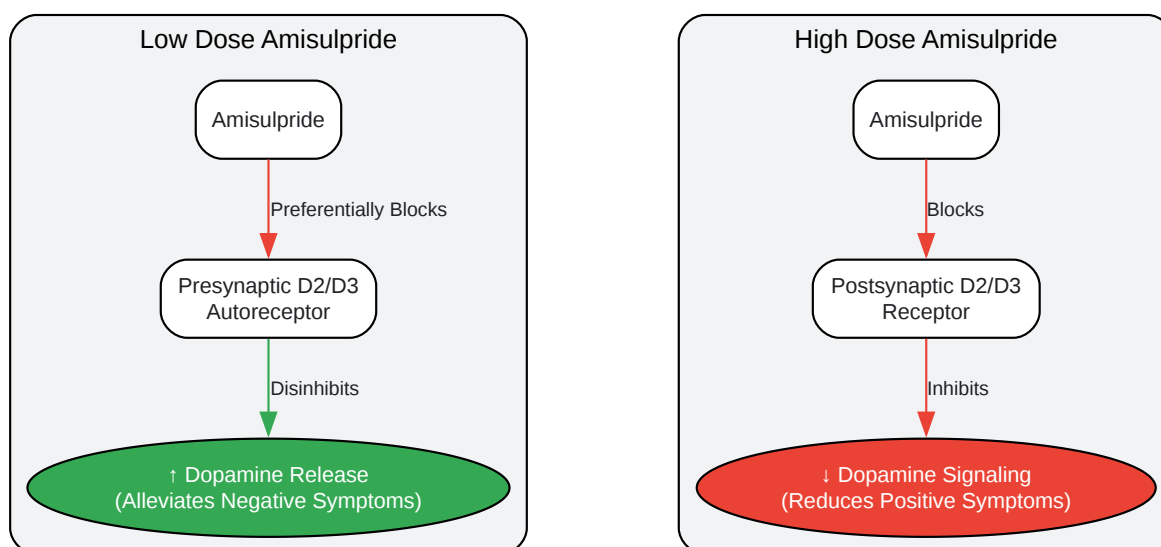 Low Dose Amisulpride
Amisulpride
Preferentially Blocks
Presynaptic D2/D3
Autoreceptor
Disinhibits
↑ Dopamine Release
(Alleviates Negative Symptoms)
High Dose Amisulpride
Amisulpride
Blocks
Postsynaptic D2/D3
Receptor
Inhibits
↓ Dopamine Signaling
(Reduces Positive Symptoms)